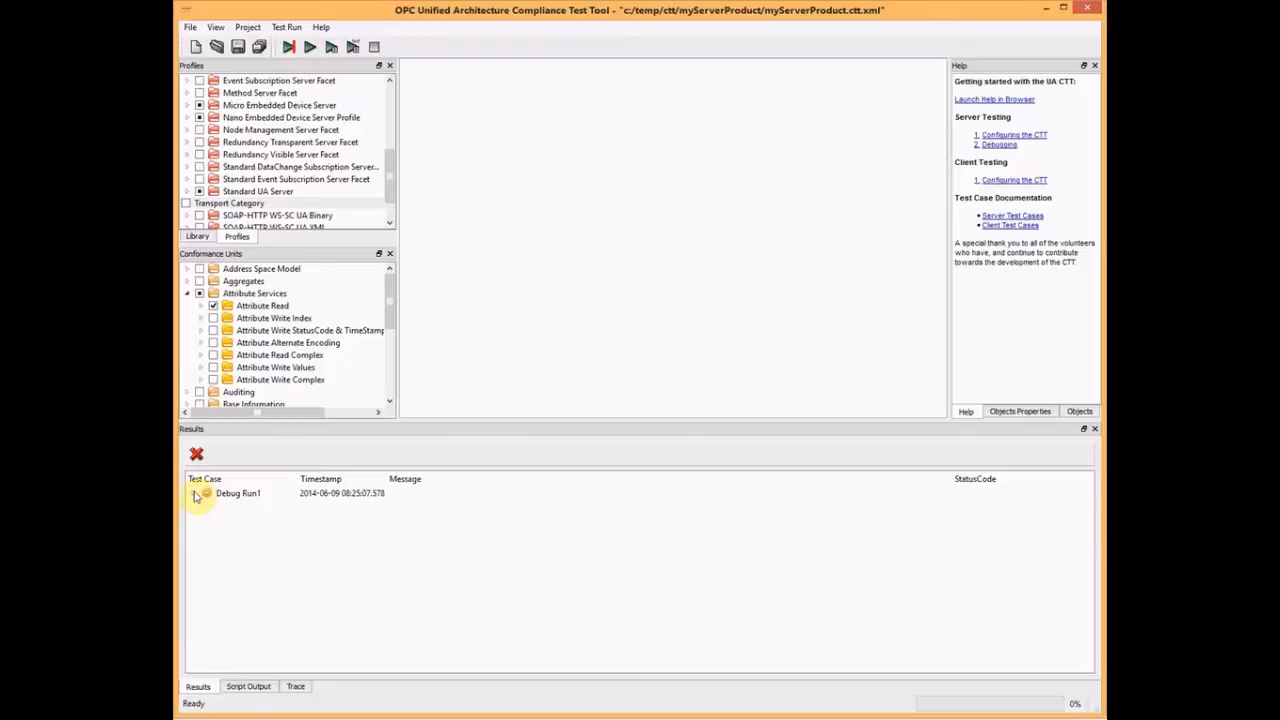 OPC Unified Architecture Compliance Test Tool - "c:/temp/ctt/myServerProduct/myServerProduct.ctt.xml"
File View Project Test Run Help
Profiles
Event Subscription Server Facet
Method Server Facet
Micro Embedded Device Server
Nano Embedded Device Server Profile
Node Management Server Facet
Redundancy Transparent Server Facet
Redundancy Visible Server Facet
Standard DataChange Subscription Server...
Standard Event Subscription Server Facet
Standard UA Server
Transport Category
SOAP-HTTP WS-SC UA Binary
SOAP-HTTP WS-SC UA XML
Library Profiles
Conformance Units
Address Space Model
Aggregates
Attribute Services
Attribute Read
Attribute Write Index
Attribute Write StatusCode & TimeStamp
Attribute Alternate Encoding
Attribute Read Complex
Attribute Write Values
Attribute Write Complex
Auditing
Base Information
Help
Getting started with the UA CTT:
Launch Help in Browser
Server Testing
1. Configuring the CTT
2. Debugging
Client Testing
1. Configuring the CTT
Test Case Documentation
• Server Test Cases
• Client Test Cases
A special thank you to all of the volunteers
who have, and continue to contribute
towards the development of the CTT.
Help Objects Properties Objects
Results
Test Case Timestamp Message StatusCode
Debug Run1 2014-06-09 08:25:07.578
Results Script Output Trace
Ready 0%